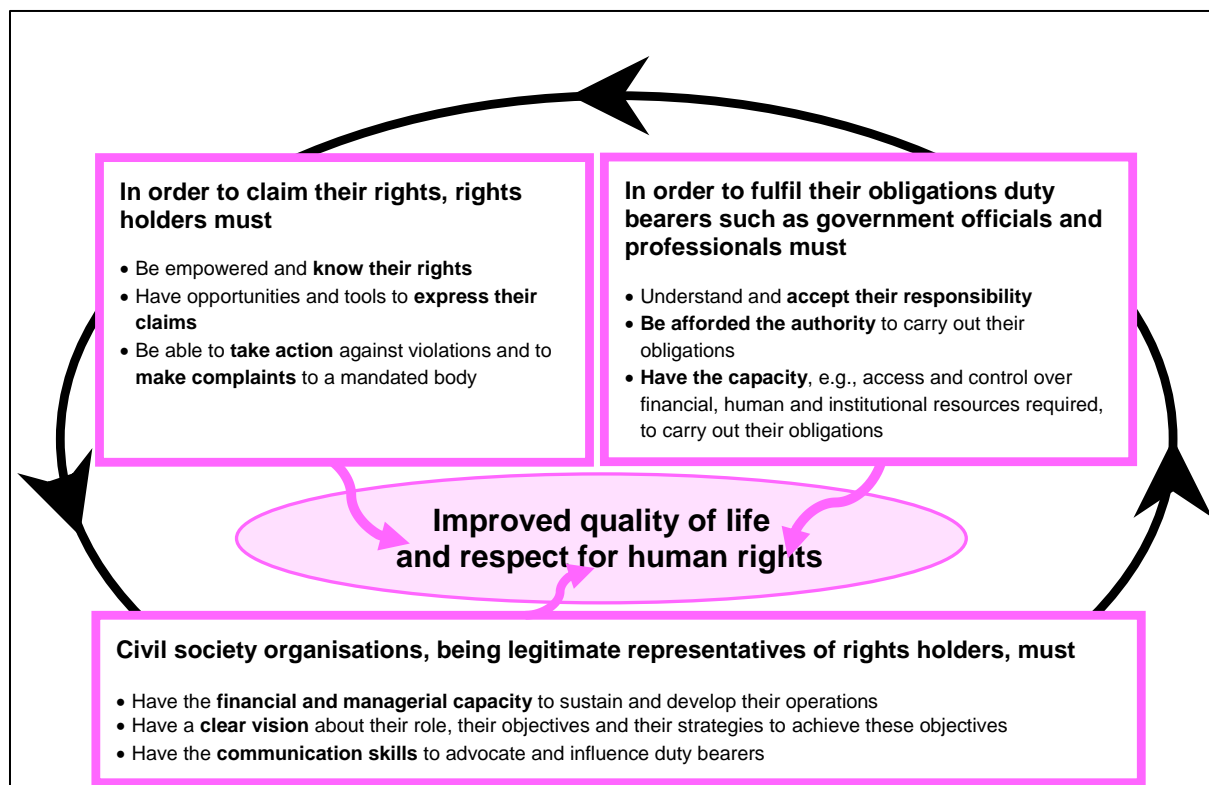 In order to claim their rights, rights
holders must
• Be empowered and know their rights
• Have opportunities and tools to express their
claims
• Be able to take action against violations and to
make complaints to a mandated body
In order to fulfil their obligations duty
bearers such as government officials and
professionals must
• Understand and accept their responsibility
• Be afforded the authority to carry out their
obligations
• Have the capacity, e.g., access and control over
financial, human and institutional resources required,
to carry out their obligations
Improved quality of life
and respect for human rights
Civil society organisations, being legitimate representatives of rights holders, must
• Have the financial and managerial capacity to sustain and develop their operations
• Have a clear vision about their role, their objectives and their strategies to achieve these objectives
• Have the communication skills to advocate and influence duty bearers